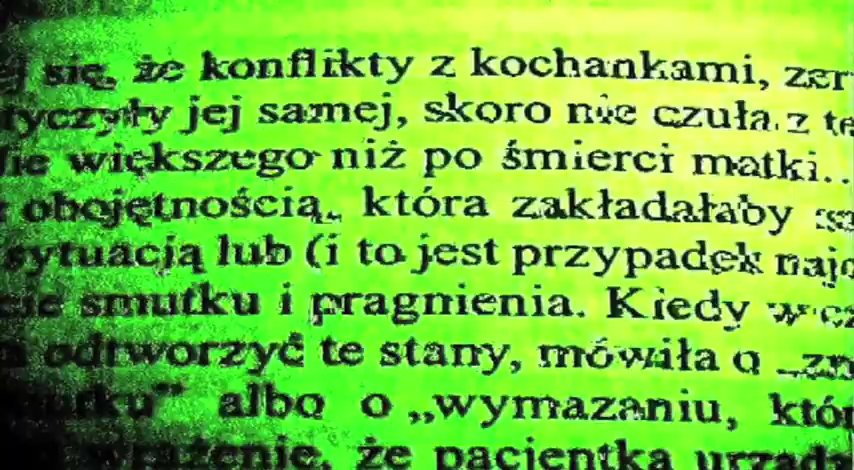 się, że konflikty z kochankami,
jej samej, skoro nie czuła z
większego niż po śmierci matki..
obojętnością, która zakładałaby
sytuacją lub (i to jest przypadek
smutku i pragnienia. Kiedy
odtworzyć te stany, mówiła o
albo o „wymazaniu,
że pacjentka